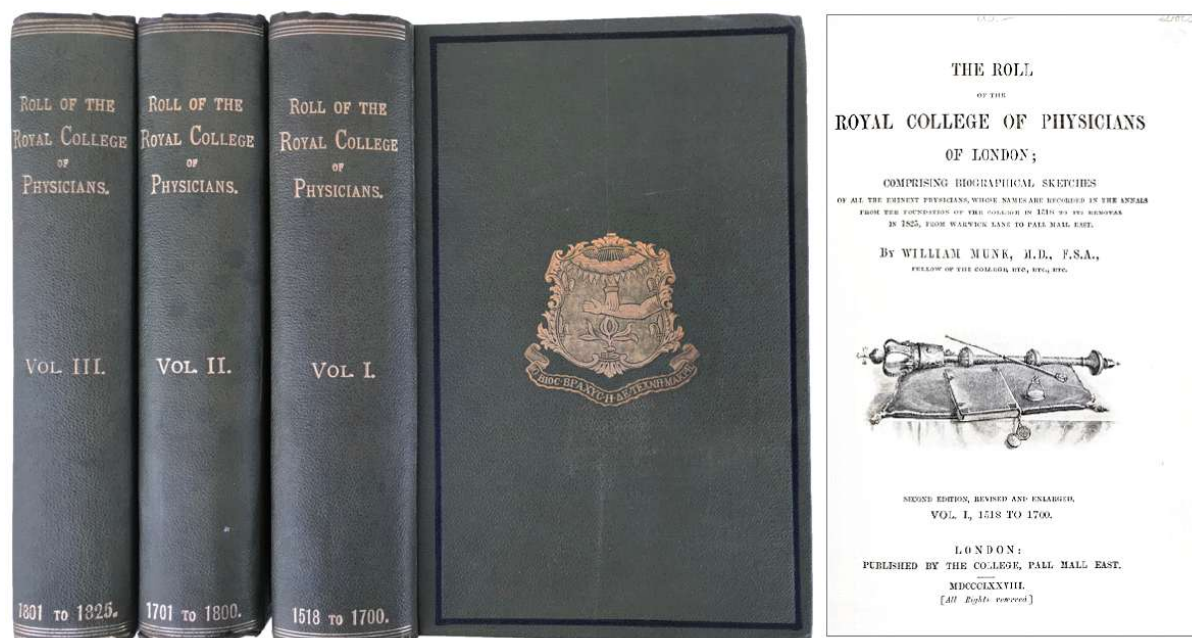 ROLL OF THE
ROYAL COLLEGE
OF
PHYSICIANS.
VOL. III.
1801 TO 1825.
ROLL OF THE
ROYAL COLLEGE
OF
PHYSICIANS.
VOL. II.
1701 TO 1800.
ROLL OF THE
ROYAL COLLEGE
OF
PHYSICIANS.
VOL. I.
1518 TO 1700.
Ο ΒΙΟC·ΒΡΑΧΥC·Η·ΔΕ·ΤΕΧΝΗ·ΜΑΚΡΗ
THE ROLL
OF THE
ROYAL COLLEGE OF PHYSICIANS
OF LONDON;
COMPRISING BIOGRAPHICAL SKETCHES
OF ALL THE EMINENT PHYSICIANS, WHOSE NAMES ARE RECORDED IN THE ANNALS
FROM THE FOUNDATION OF THE COLLEGE IN 1518 TO ITS REMOVAL
IN 1825, FROM WARWICK LANE TO PALL MALL EAST.
BY WILLIAM MUNK, M.D., F.S.A.,
FELLOW OF THE COLLEGE, ETC., ETC., ETC.
SECOND EDITION, REVISED AND ENLARGED.
VOL. I., 1518 TO 1700.
LONDON:
PUBLISHED BY THE COLLEGE, PALL MALL EAST.
MDCCCLXXVIII.
[All Rights reserved]